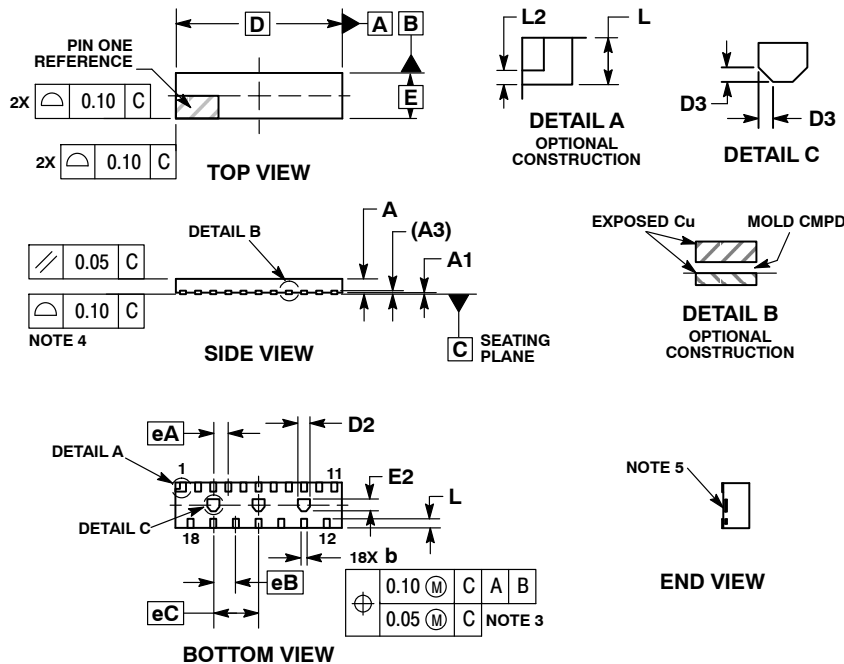 D
A
B
PIN ONE
REFERENCE
2X ⌓ 0.10 C
E
2X ⌓ 0.10 C
TOP VIEW
L2
L
DETAIL A
OPTIONAL
CONSTRUCTION
D3
D3
DETAIL C
DETAIL B
A
(A3)
A1
// 0.05 C
⌓ 0.10 C
NOTE 4
SIDE VIEW
C SEATING
PLANE
EXPOSED Cu
MOLD CMPD
DETAIL B
OPTIONAL
CONSTRUCTION
eA
D2
DETAIL A
1
11
E2
L
DETAIL C
18
12
18X b
eB
eC
⌖ 0.10 Ⓜ C A B
0.05 Ⓜ C NOTE 3
BOTTOM VIEW
NOTE 5
END VIEW